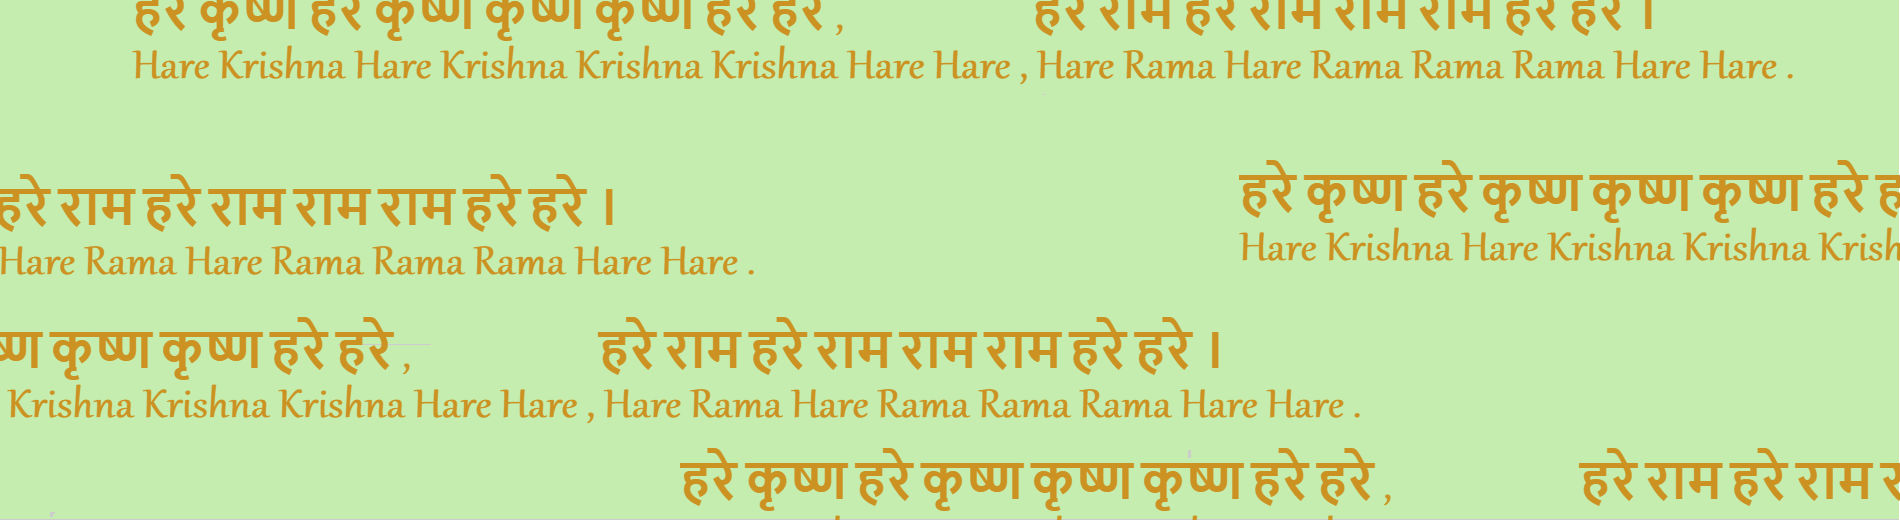 हरे कृष्ण हरे कृष्ण कृष्ण कृष्ण हरे हरे , हरे राम हरे राम राम राम हरे हरे ।
Hare Krishna Hare Krishna Krishna Krishna Hare Hare , Hare Rama Hare Rama Rama Rama Hare Hare .
हरे राम हरे राम राम राम हरे हरे ।
Hare Rama Hare Rama Rama Rama Hare Hare .
हरे कृष्ण हरे कृष्ण कृष्ण कृष्ण हरे
Hare Krishna Hare Krishna Krishna
कृष्ण कृष्ण हरे हरे , हरे राम हरे राम राम राम हरे हरे ।
Krishna Krishna Krishna Hare Hare , Hare Rama Hare Rama Rama Rama Hare Hare .
हरे कृष्ण हरे कृष्ण कृष्ण कृष्ण हरे हरे , हरे राम हरे राम